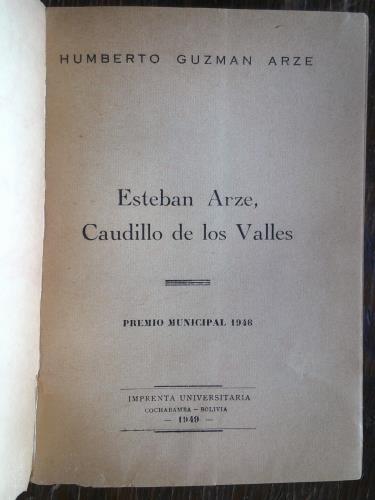 HUMBERTO GUZMAN ARZE
Esteban Arze,
Caudillo de los Valles
PREMIO MUNICIPAL 1946
IMPRENTA UNIVERSITARIA
COCHABAMBA — BOLIVIA
— 1949 —